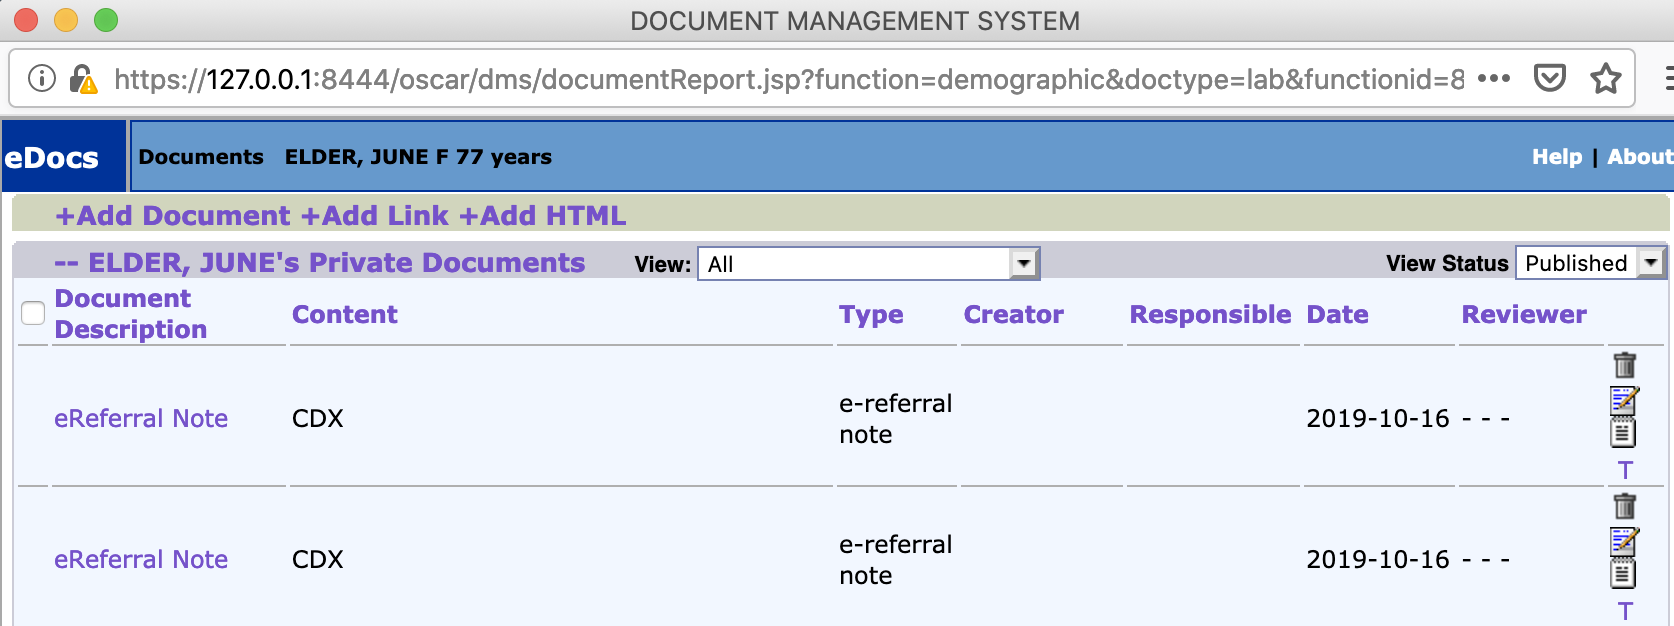 DOCUMENT MANAGEMENT SYSTEM
https://127.0.0.1:8444/oscar/dms/documentReport.jsp?function=demographic&doctype=lab&functionid=8
eDocs Documents ELDER, JUNE F 77 years Help | About
+Add Document +Add Link +Add HTML
-- ELDER, JUNE's Private Documents View: All View Status Published
Document Description Content Type Creator Responsible Date Reviewer
eReferral Note CDX e-referral note 2019-10-16 - - -
T
eReferral Note CDX e-referral note 2019-10-16 - - -
T